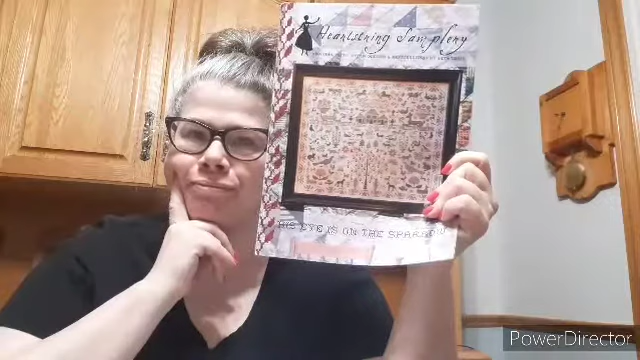 Heartstring Samplery
HIS EYE IS ON THE SPARROW
PowerDirector